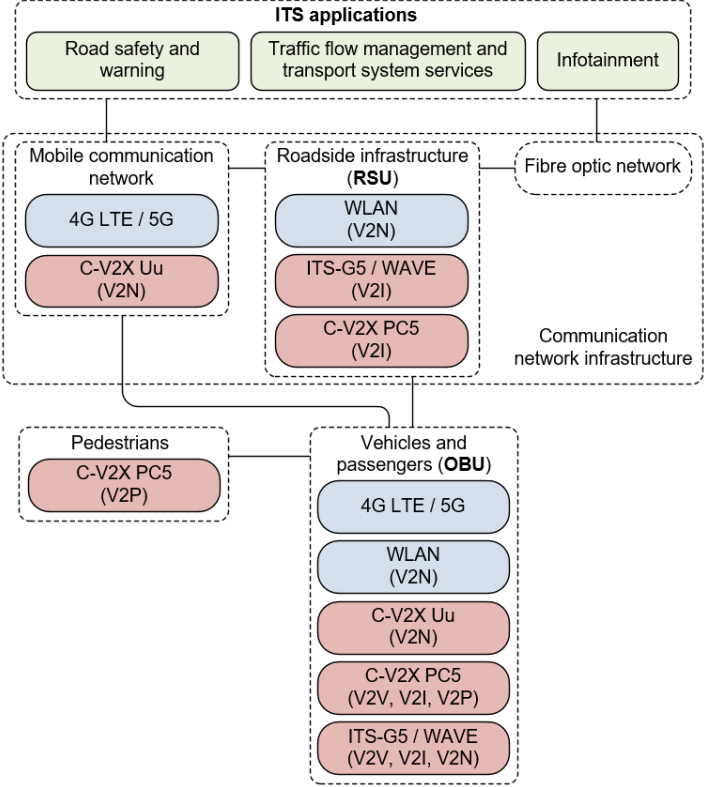 ITS applications
Road safety and
warning
Traffic flow management and
transport system services
Infotainment
Mobile communication
network
4G LTE / 5G
C-V2X Uu
(V2N)
Roadside infrastructure
(RSU)
WLAN
(V2N)
ITS-G5 / WAVE
(V2I)
C-V2X PC5
(V2I)
Fibre optic network
Communication
network infrastructure
Pedestrians
C-V2X PC5
(V2P)
Vehicles and
passengers (OBU)
4G LTE / 5G
WLAN
(V2N)
C-V2X Uu
(V2N)
C-V2X PC5
(V2V, V2I, V2P)
ITS-G5 / WAVE
(V2V, V2I, V2N)